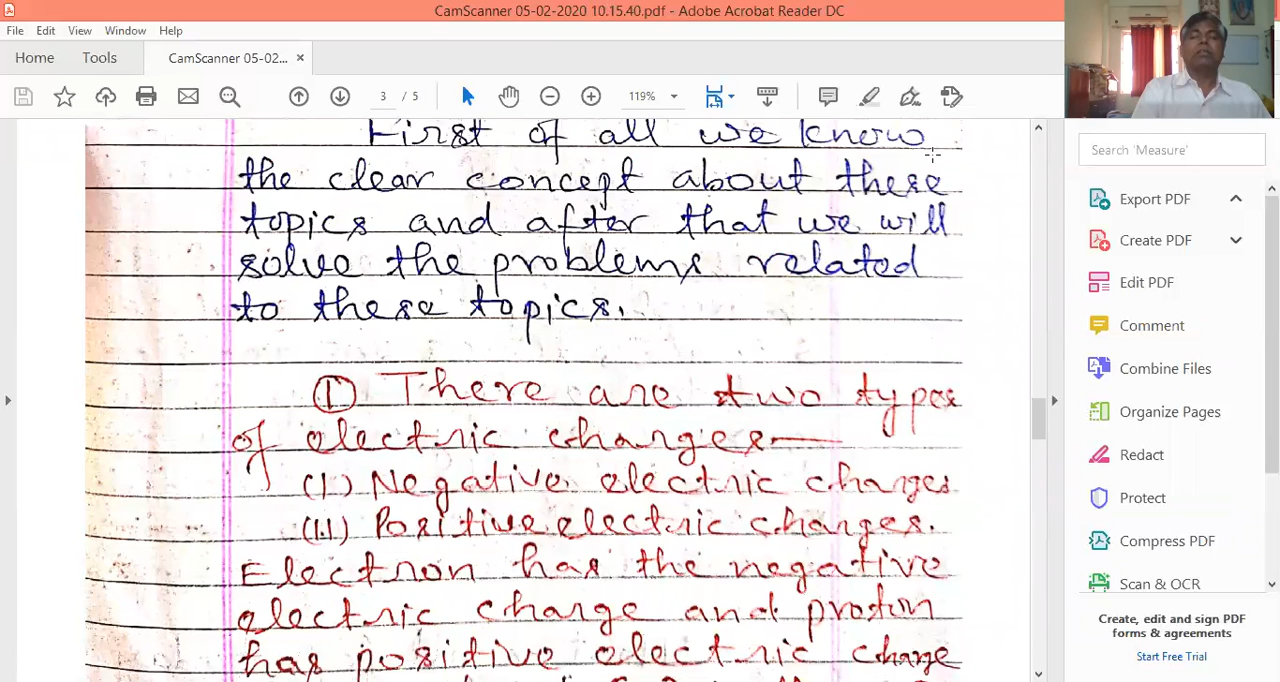 CamScanner 05-02-2020 10.15.40.pdf - Adobe Acrobat Reader DC
File Edit View Window Help
Home Tools CamScanner 05-02... ×
3 / 5 119%
First of all we know
the clear concept about these
topics and after that we will
solve the problems related
to these topics.
(1) There are two types
of electric charges—
(I.) Negative electric charges
(I.I) Positive electric charges.
Electron has the negative
electric charge and proton
has positive electric charge
Search 'Measure'
Export PDF
Create PDF
Edit PDF
Comment
Combine Files
Organize Pages
Redact
Protect
Compress PDF
Scan & OCR
Create, edit and sign PDF
forms & agreements
Start Free Trial